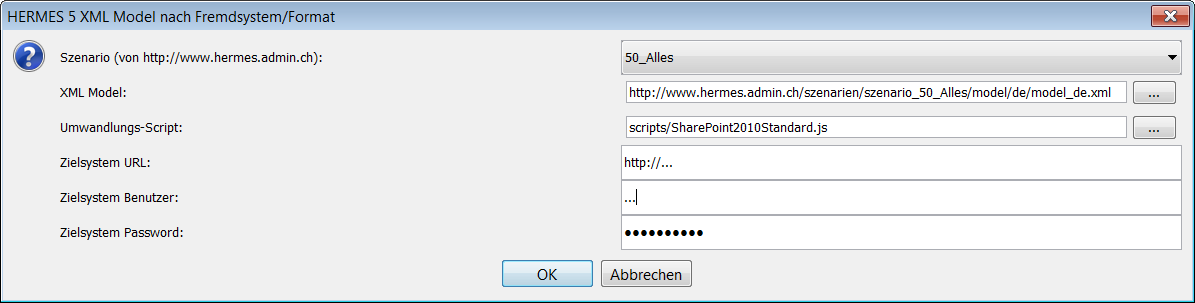 HERMES 5 XML Model nach Fremdsystem/Format
Szenario (von http://www.hermes.admin.ch): 50_Alles
XML Model: http://www.hermes.admin.ch/szenarien/szenario_50_Alles/model/de/model_de.xml ...
Umwandlungs-Script: scripts/SharePoint2010Standard.js ...
Zielsystem URL: http://...
Zielsystem Benutzer: ...
Zielsystem Password: ●●●●●●●●●●
OK Abbrechen